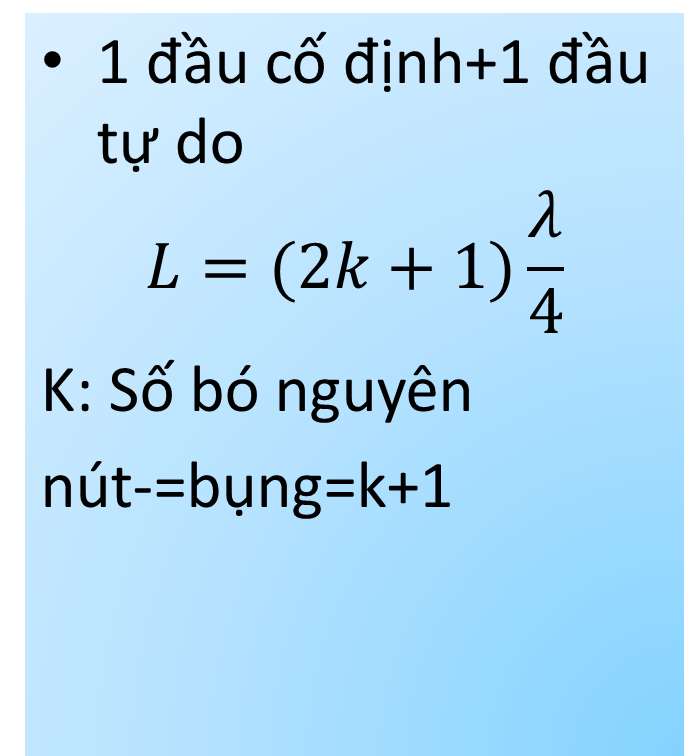 • 1 đầu cố định+1 đầu
tự do
L = (2k + 1) λ/4
K: Số bó nguyên
nút-=bụng=k+1